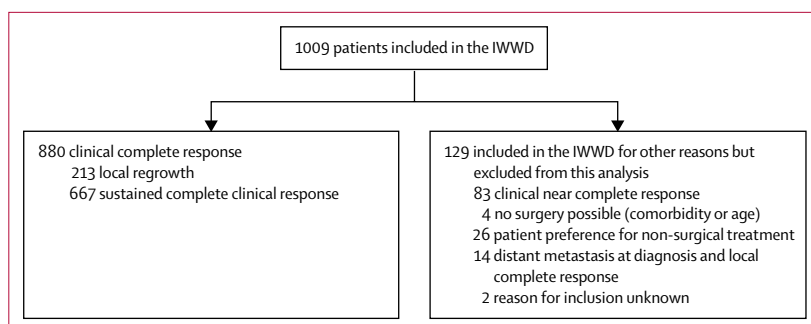 1009 patients included in the IWWD
880 clinical complete response
213 local regrowth
667 sustained complete clinical response
129 included in the IWWD for other reasons but
excluded from this analysis
83 clinical near complete response
4 no surgery possible (comorbidity or age)
26 patient preference for non-surgical treatment
14 distant metastasis at diagnosis and local
complete response
2 reason for inclusion unknown